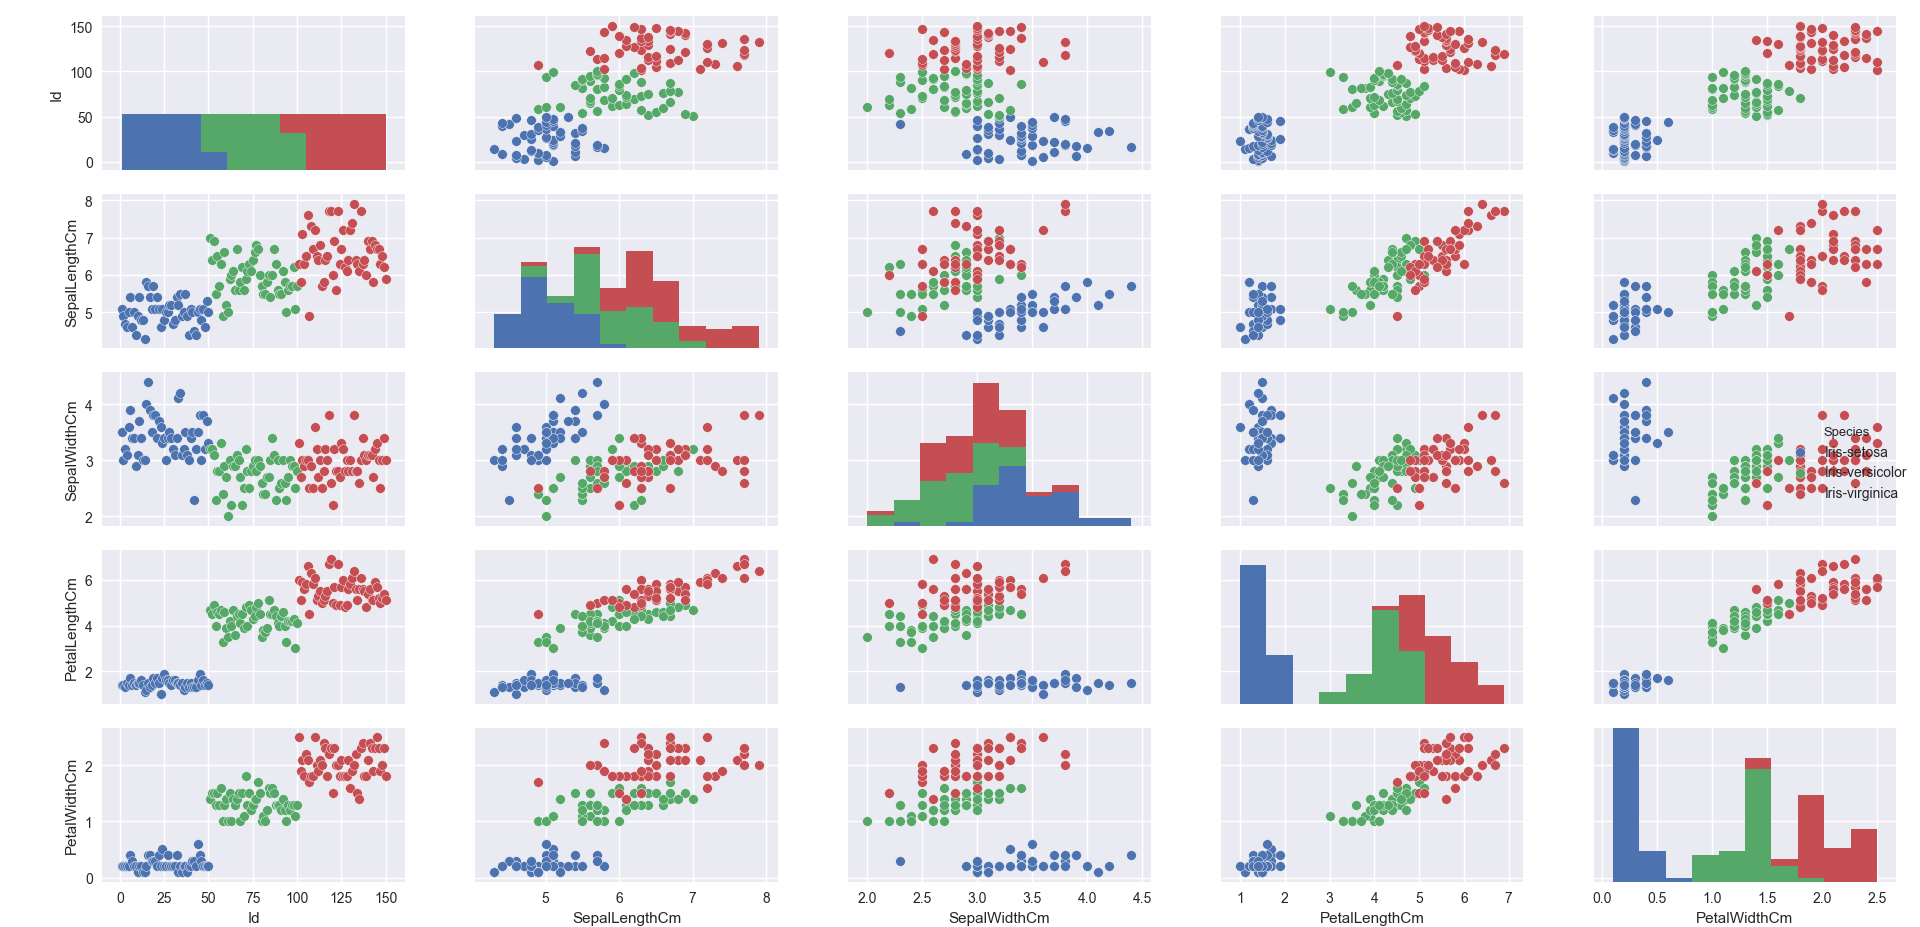 150
100
50
0
Id
8
7
6
5
SepalLengthCm
4
3
2
SepalWidthCm
Species
Iris-setosa
Iris-versicolor
Iris-virginica
6
4
2
PetalLengthCm
2
1
0
PetalWidthCm
0 25 50 75 100 125 150
5 6 7 8
2.0 2.5 3.0 3.5 4.0 4.5
1 2 3 4 5 6 7
0.0 0.5 1.0 1.5 2.0 2.5
Id SepalLengthCm SepalWidthCm PetalLengthCm PetalWidthCm